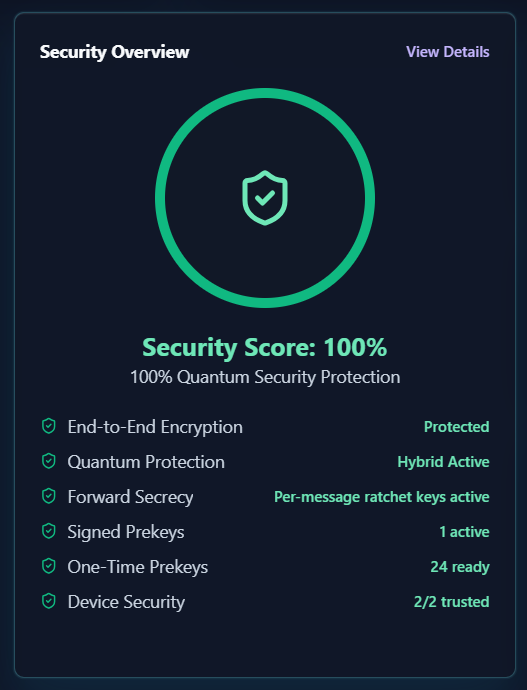 Security Overview
View Details
Security Score: 100%
100% Quantum Security Protection
End-to-End Encryption Protected
Quantum Protection Hybrid Active
Forward Secrecy Per-message ratchet keys active
Signed Prekeys 1 active
One-Time Prekeys 24 ready
Device Security 2/2 trusted